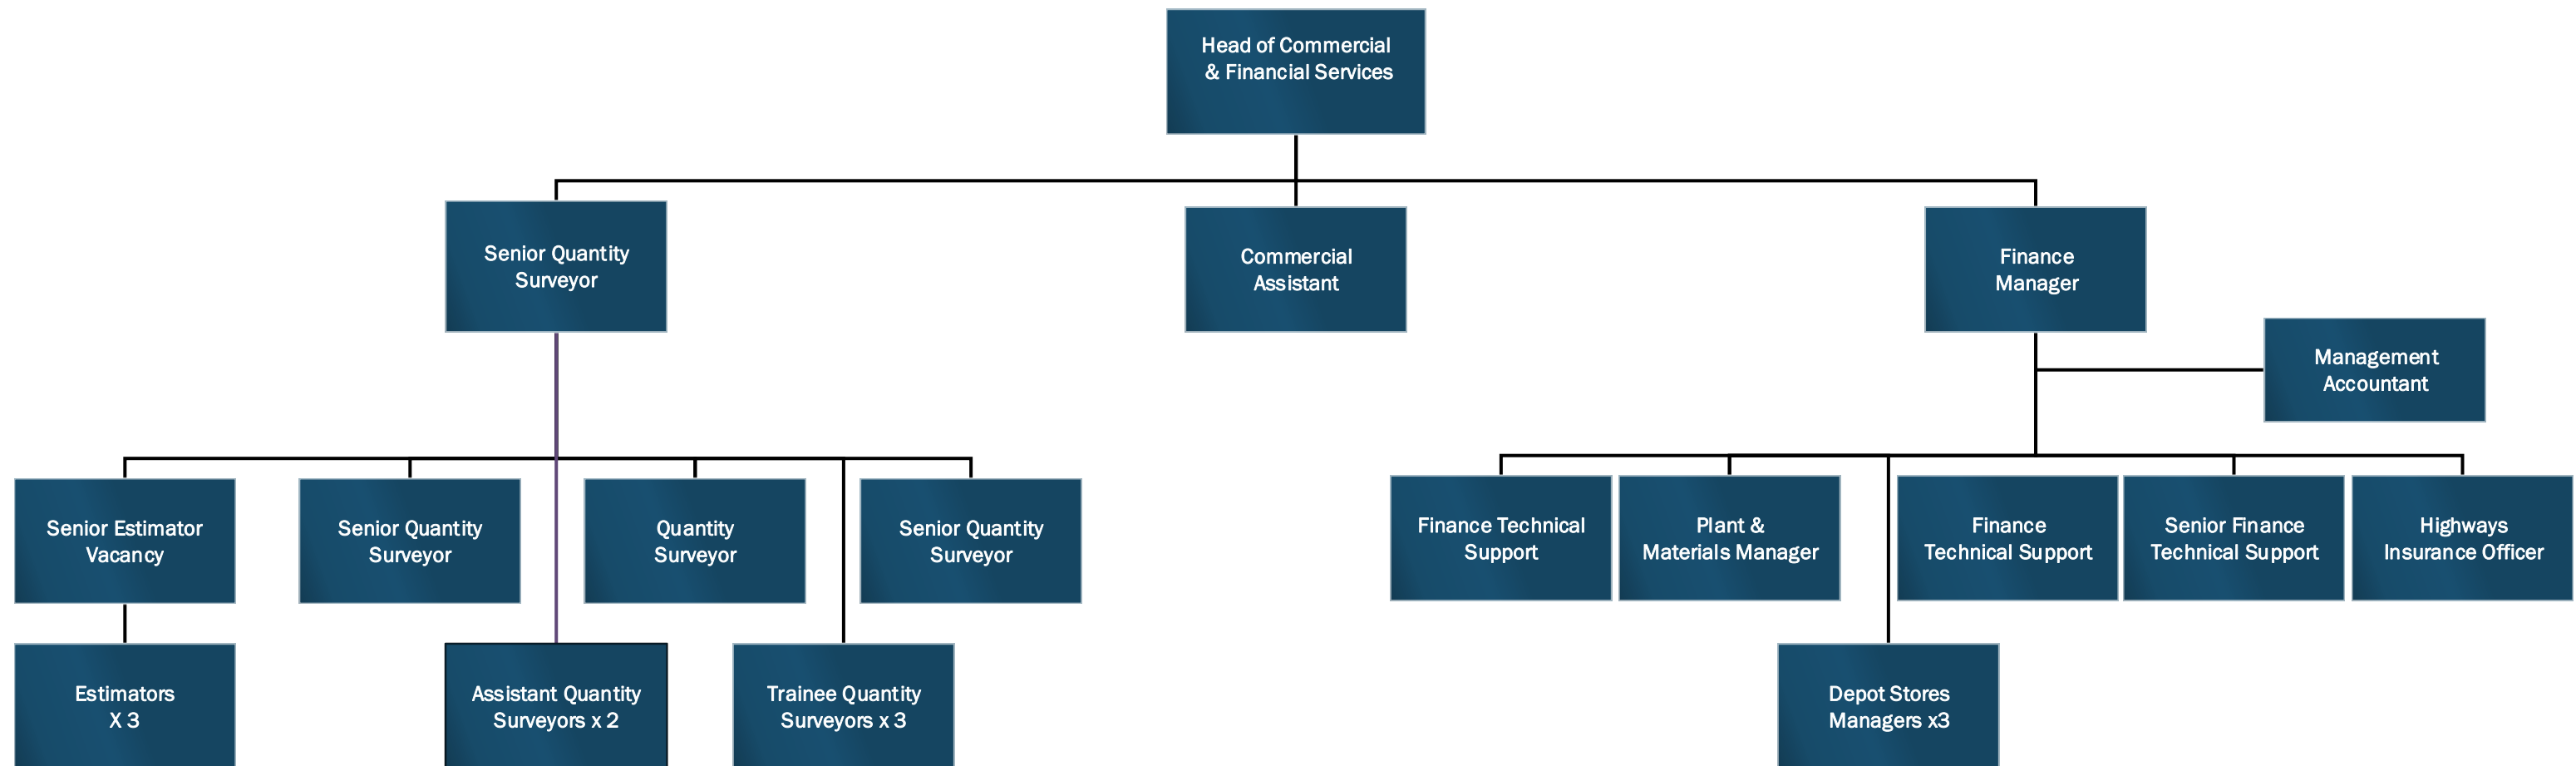 Head of Commercial
& Financial Services
Senior Quantity
Surveyor
Commercial
Assistant
Finance
Manager
Management
Accountant
Senior Estimator
Vacancy
Senior Quantity
Surveyor
Quantity
Surveyor
Senior Quantity
Surveyor
Finance Technical
Support
Plant &
Materials Manager
Finance
Technical Support
Senior Finance
Technical Support
Highways
Insurance Officer
Estimators
X 3
Assistant Quantity
Surveyors x 2
Trainee Quantity
Surveyors x 3
Depot Stores
Managers x3